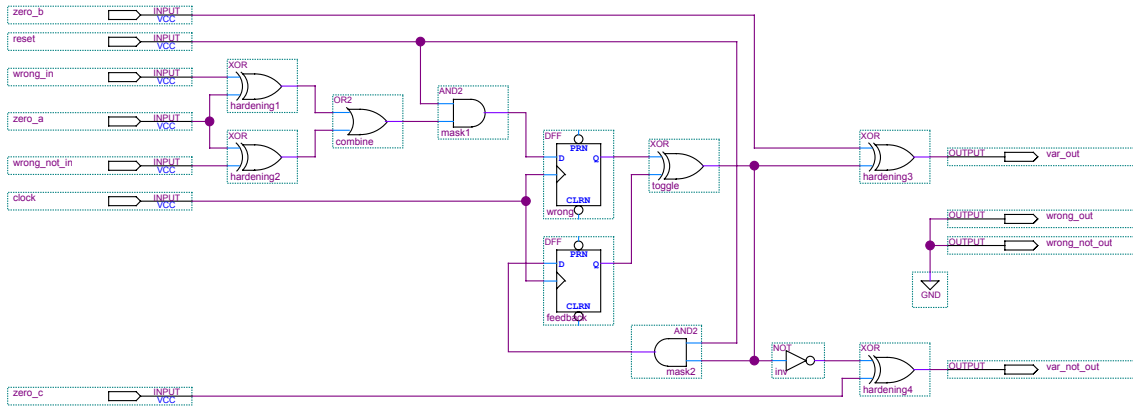 zero_b
INPUT
VCC
reset
INPUT
VCC
wrong_in
INPUT
VCC
zero_a
INPUT
VCC
wrong_not_in
INPUT
VCC
clock
INPUT
VCC
zero_c
INPUT
VCC
XOR
hardening1
XOR
hardening2
OR2
combine
AND2
mask1
DFF
PRN
D
Q
CLRN
wrong
DFF
PRN
D
Q
CLRN
feedback
XOR
toggle
AND2
mask2
NOT
inv
XOR
hardening3
XOR
hardening4
OUTPUT
var_out
OUTPUT
wrong_out
OUTPUT
wrong_not_out
GND
OUTPUT
var_not_out